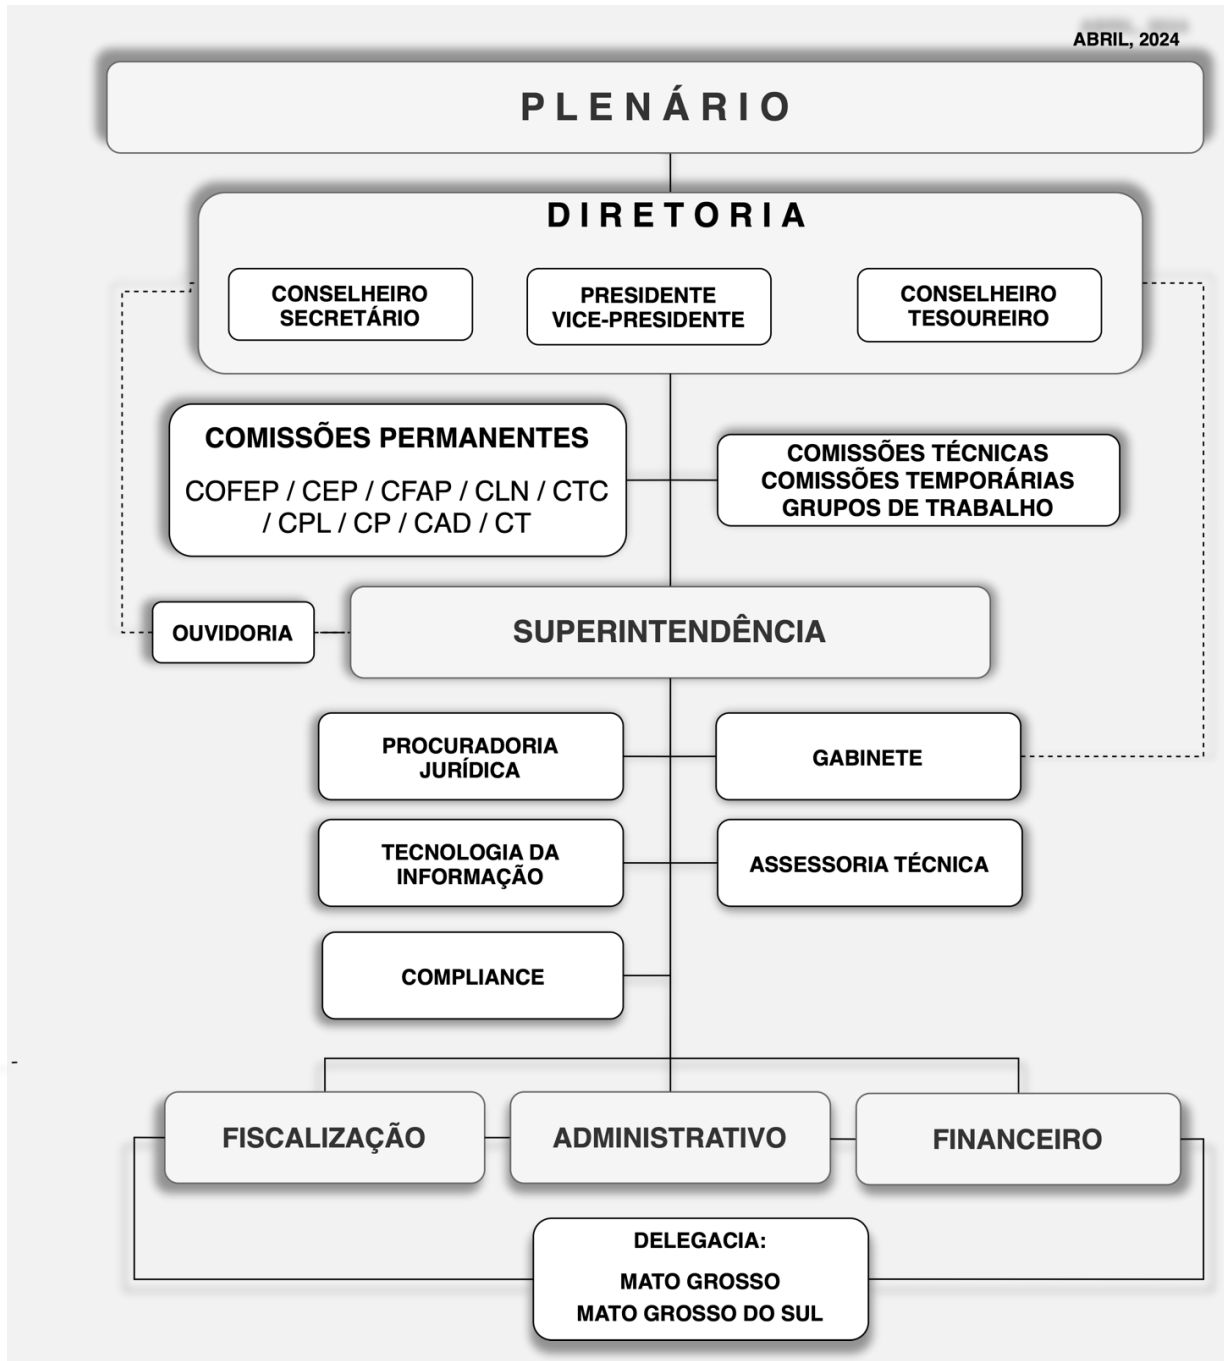 ABRIL, 2024
PLENÁRIO
DIRETORIA
CONSELHEIRO
SECRETÁRIO
PRESIDENTE
VICE-PRESIDENTE
CONSELHEIRO
TESOUREIRO
COMISSÕES PERMANENTES
COFEP / CEP / CFAP / CLN / CTC
/ CPL / CP / CAD / CT
COMISSÕES TÉCNICAS
COMISSÕES TEMPORÁRIAS
GRUPOS DE TRABALHO
OUVIDORIA
SUPERINTENDÊNCIA
PROCURADORIA
JURÍDICA
GABINETE
TECNOLOGIA DA
INFORMAÇÃO
ASSESSORIA TÉCNICA
COMPLIANCE
-
FISCALIZAÇÃO
ADMINISTRATIVO
FINANCEIRO
DELEGACIA:
MATO GROSSO
MATO GROSSO DO SUL